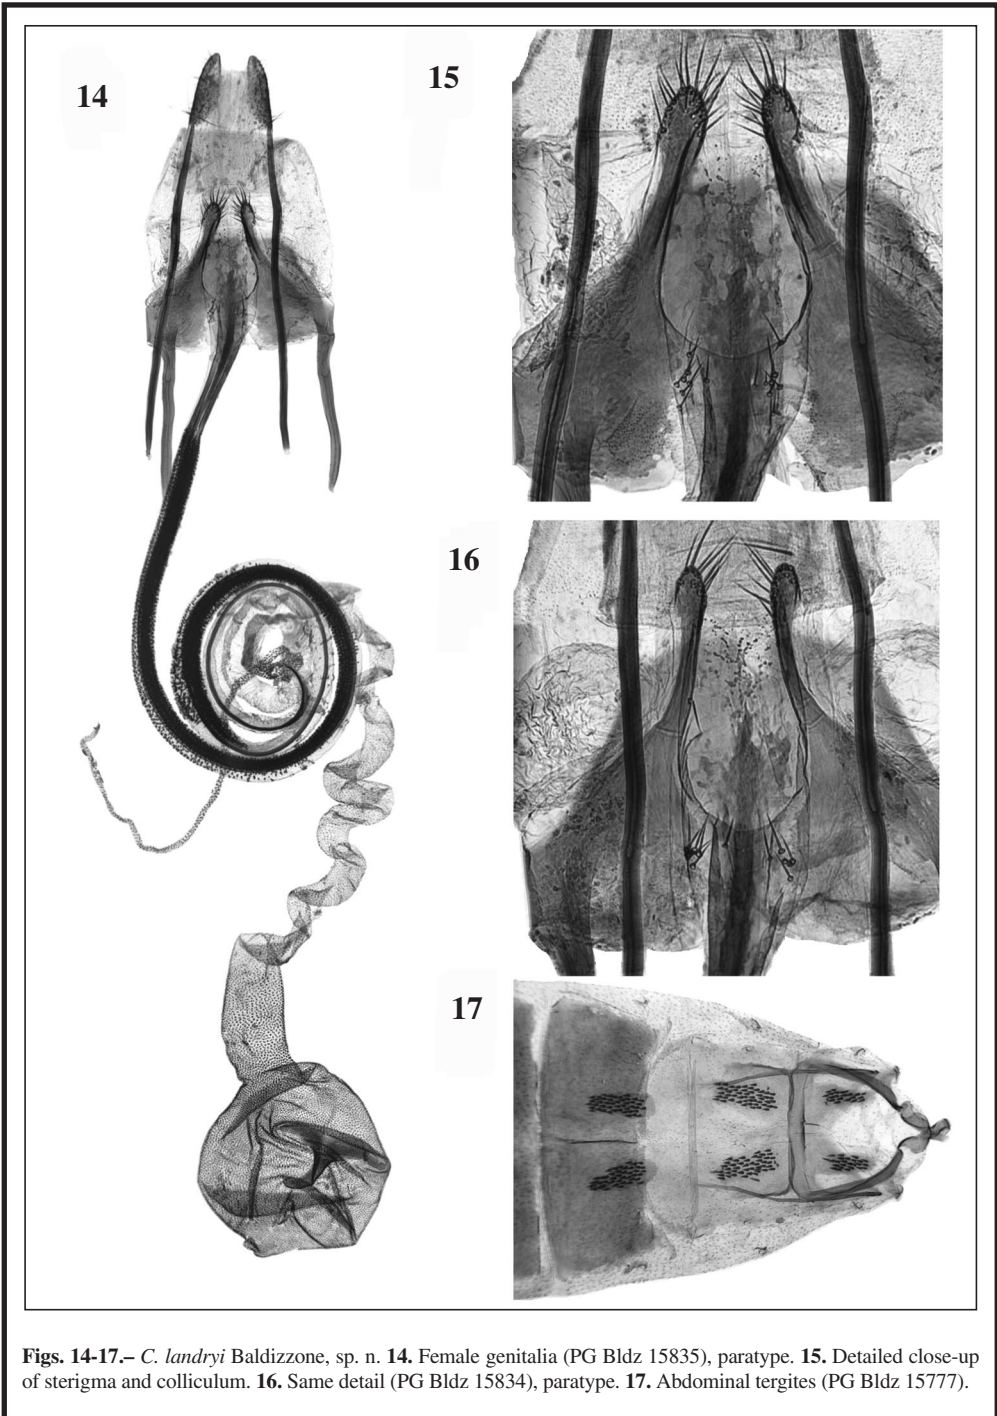 14
15
16
17
Figs. 14-17.– C. landryi Baldizzone, sp. n. 14. Female genitalia (PG Bldz 15835), paratype. 15. Detailed close-up
of sterigma and colliculum. 16. Same detail (PG Bldz 15834), paratype. 17. Abdominal tergites (PG Bldz 15777).